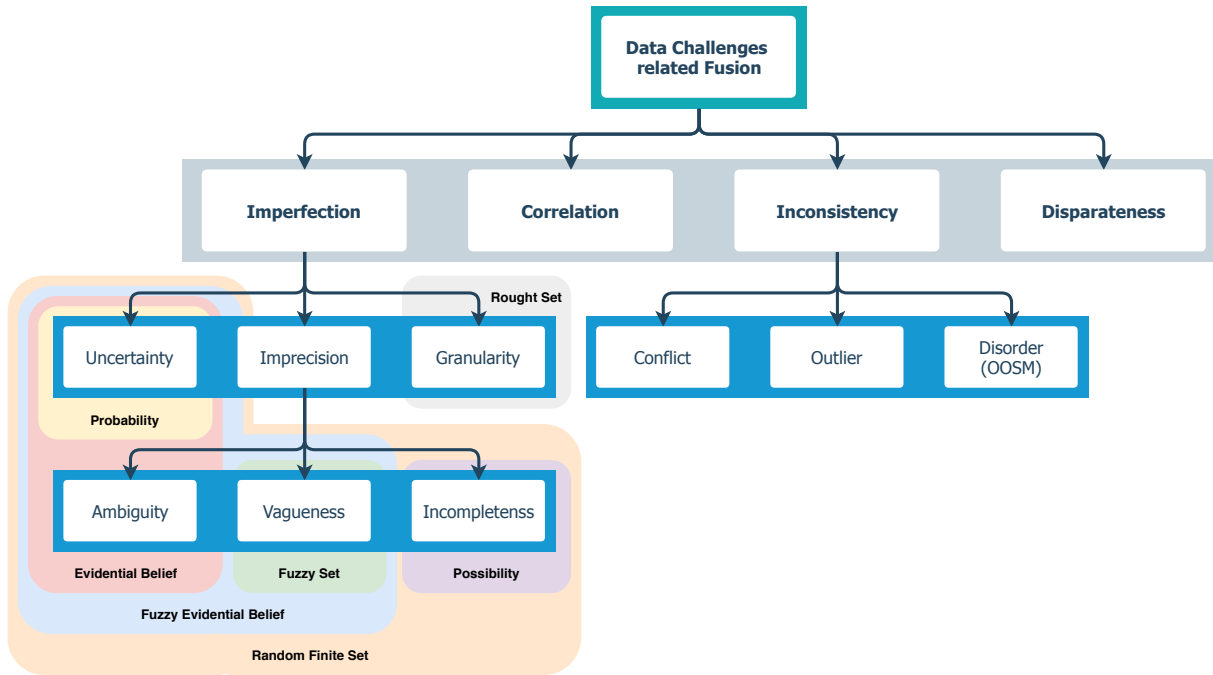 Data Challenges
related Fusion
Imperfection
Correlation
Inconsistency
Disparateness
Rought Set
Uncertainty
Imprecision
Granularity
Conflict
Outlier
Disorder
(OOSM)
Probability
Ambiguity
Vagueness
Incompletenss
Evidential Belief
Fuzzy Set
Possibility
Fuzzy Evidential Belief
Random Finite Set